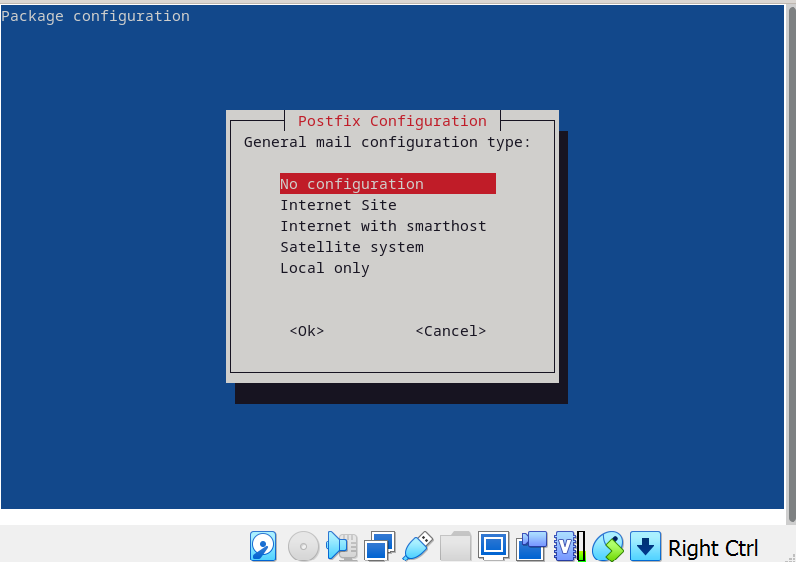 Package configuration
Postfix Configuration
General mail configuration type:
No configuration
Internet Site
Internet with smarthost
Satellite system
Local only
<Ok> <Cancel>
Right Ctrl